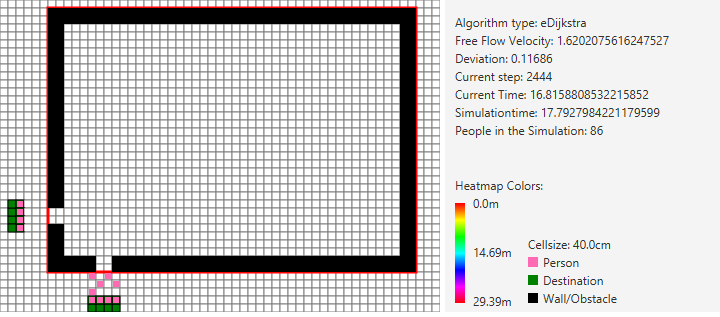 Algorithm type: eDijkstra
Free Flow Velocity: 1.6202075616247527
Deviation: 0.11686
Current step: 2444
Current Time: 16.8158808532215852
Simulationtime: 17.7927984221179599
People in the Simulation: 86
Heatmap Colors:
0.0m
14.69m
29.39m
Cellsize: 40.0cm
Person
Destination
Wall/Obstacle